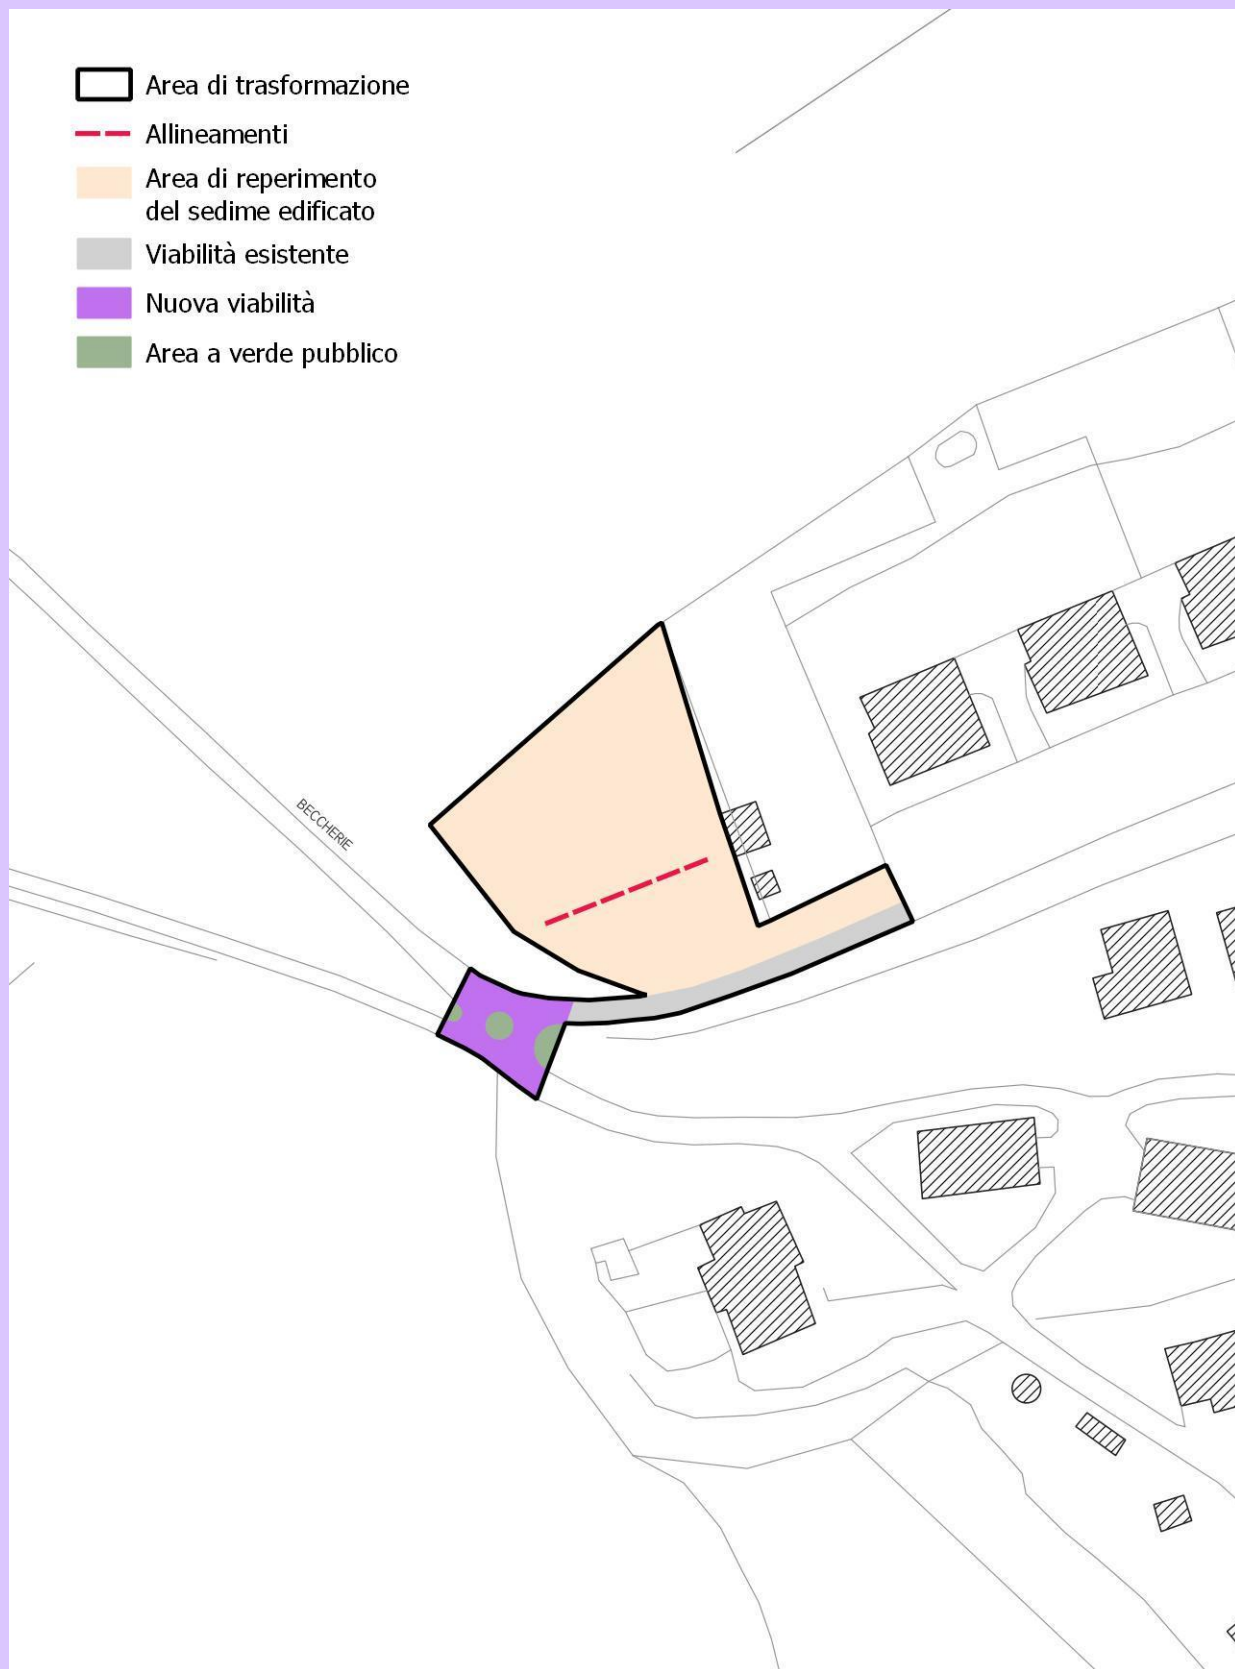 Area di trasformazione
Allineamenti
Area di reperimento
del sedime edificato
Viabilità esistente
Nuova viabilità
Area a verde pubblico
BECCHERIE